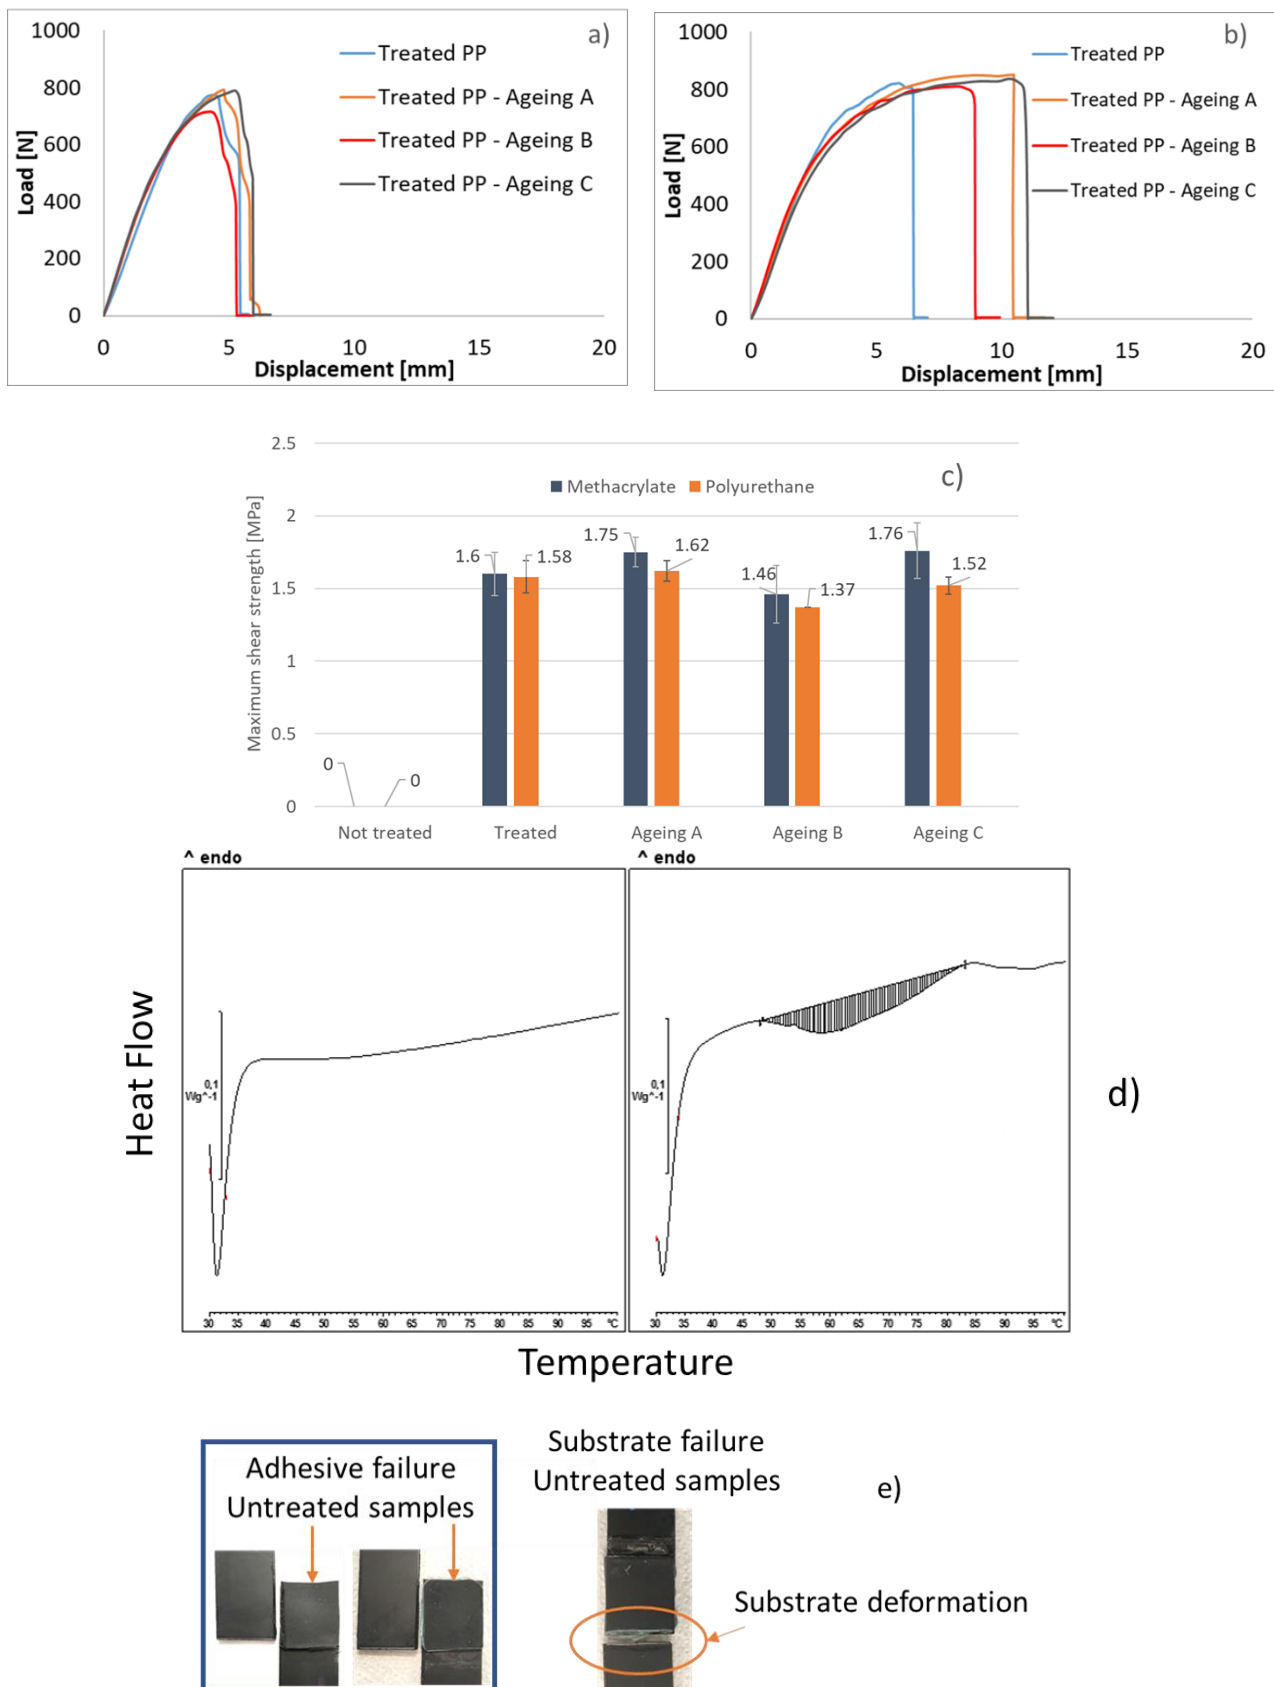 a)
1000
800
600
400
200
0
Load [N]
Treated PP
Treated PP - Ageing A
Treated PP - Ageing B
Treated PP - Ageing C
0 5 10 15 20
Displacement [mm]
b)
1000
800
600
400
200
0
Load [N]
Treated PP
Treated PP - Ageing A
Treated PP - Ageing B
Treated PP - Ageing C
0 5 10 15 20
Displacement [mm]
c)
2.5
2
1.5
1
0.5
0
Maximum shear strength [MPa]
Methacrylate Polyurethane
0 0
1.6 1.58
1.75 1.62
1.46 1.37
1.76 1.52
Not treated Treated Ageing A Ageing B Ageing C
^ endo ^ endo
Heat Flow
0,1
Wg^-1
0,1
Wg^-1
30 35 45 50 55 60 65 70 75 80 85 90 95 °C
30 35 45 50 55 60 65 70 75 80 85 90 95 °C
d)
Temperature
Adhesive failure
Untreated samples
Substrate failure
Untreated samples
e)
Substrate deformation